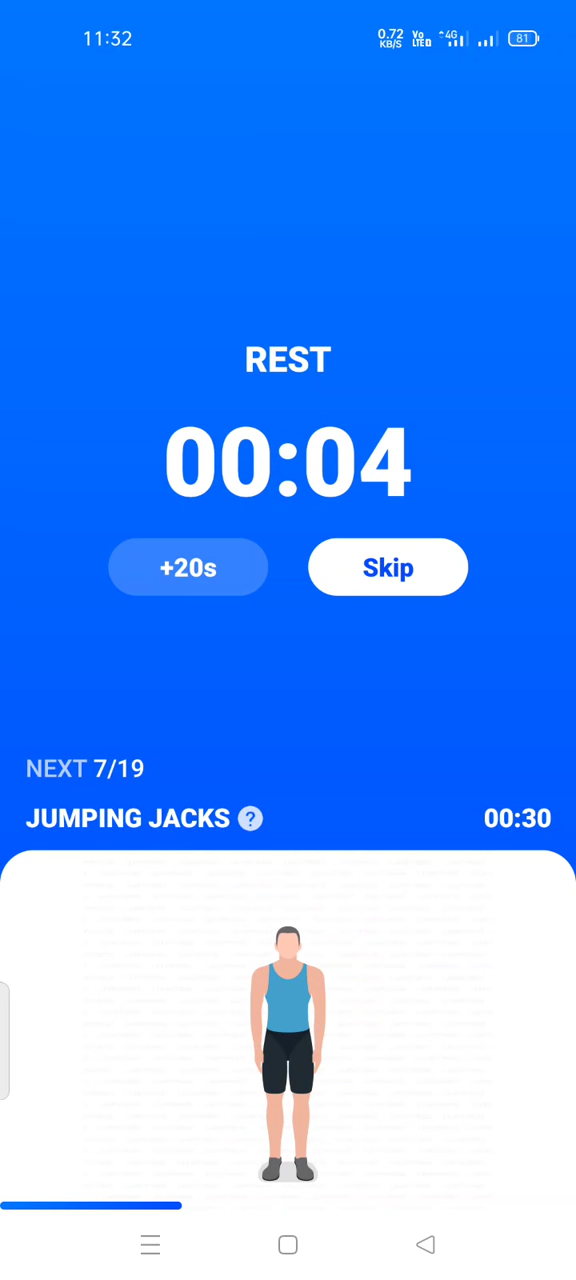 11:32
0.72 KB/S
Vo LTE D
4G
81
REST
00:04
+20s
Skip
NEXT 7/19
JUMPING JACKS ?
00:30